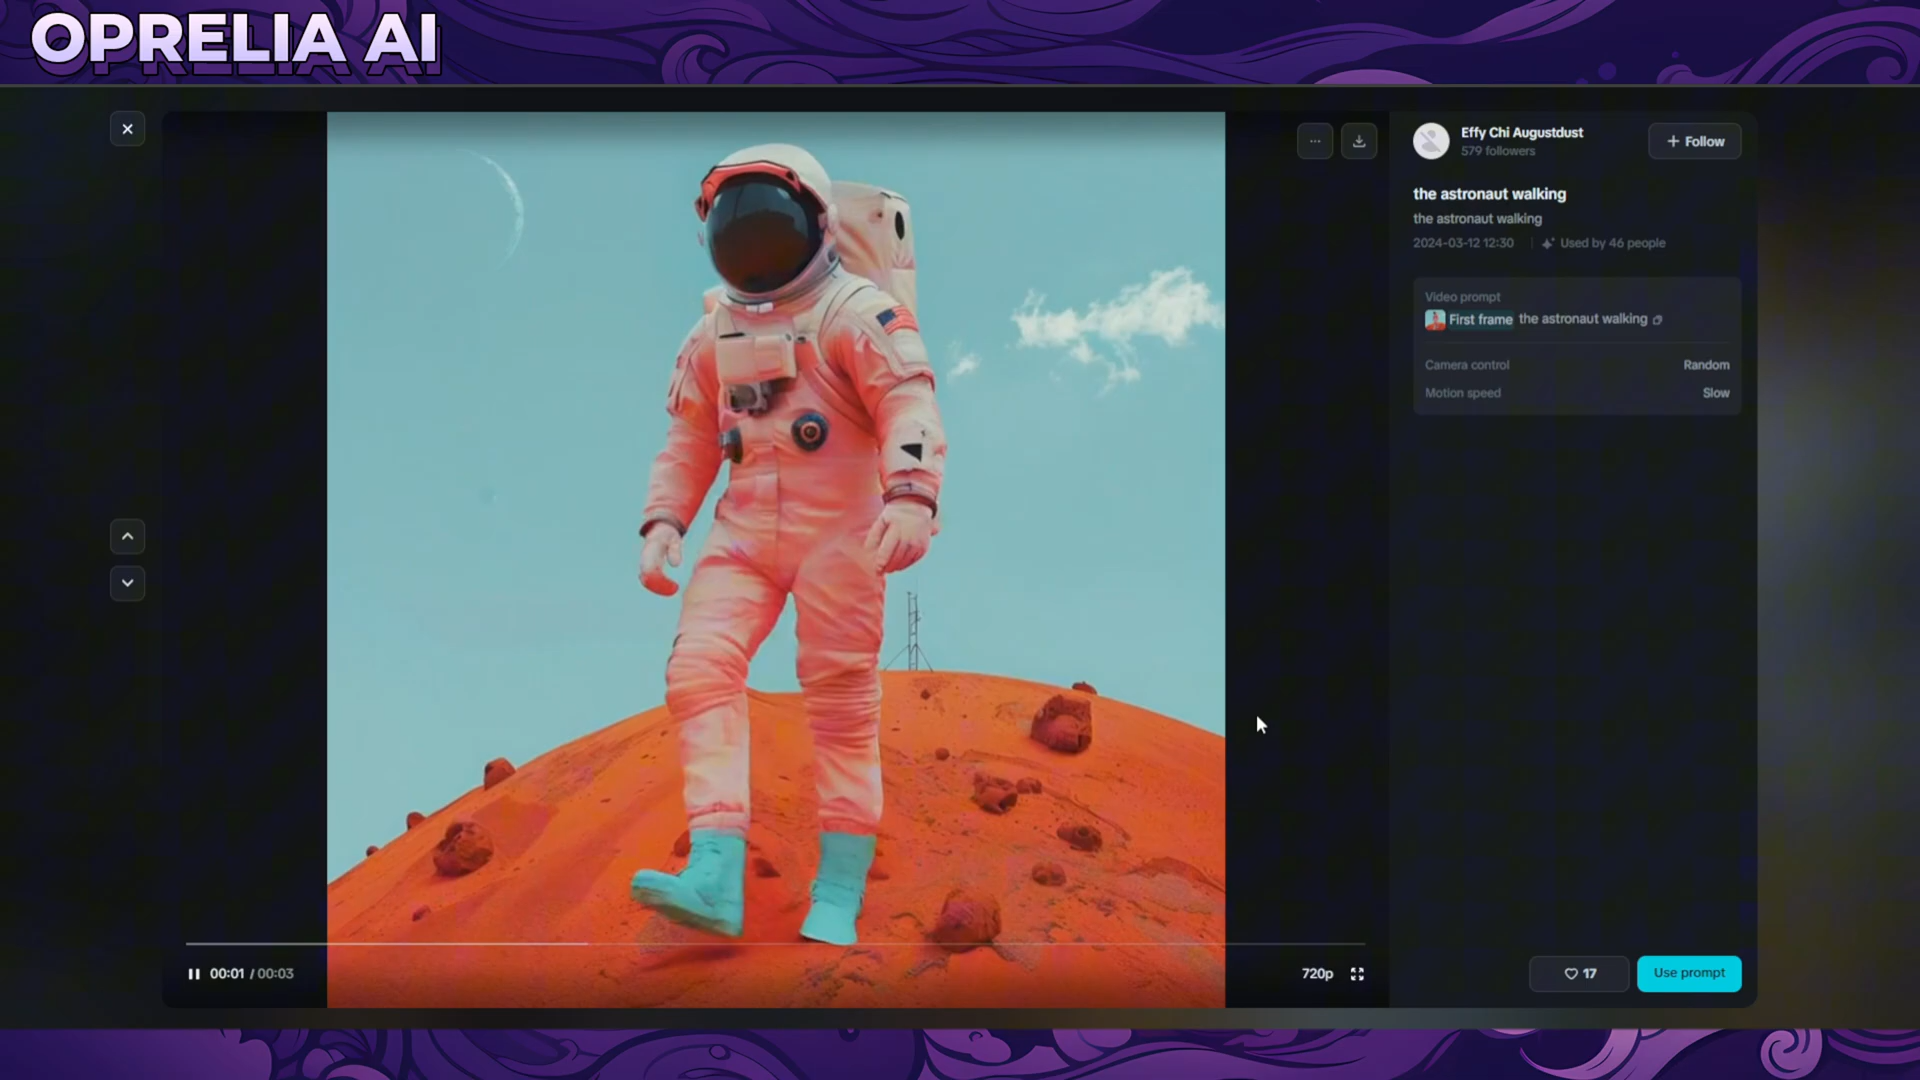 OPRELIA AI
Effy Chi Augustdust
579 followers
+ Follow
the astronaut walking
the astronaut walking
2024-03-12 12:30 | Used by 46 people
Video prompt
First frame the astronaut walking
Camera control Random
Motion speed Slow
00:01 / 00:03
720p
17
Use prompt